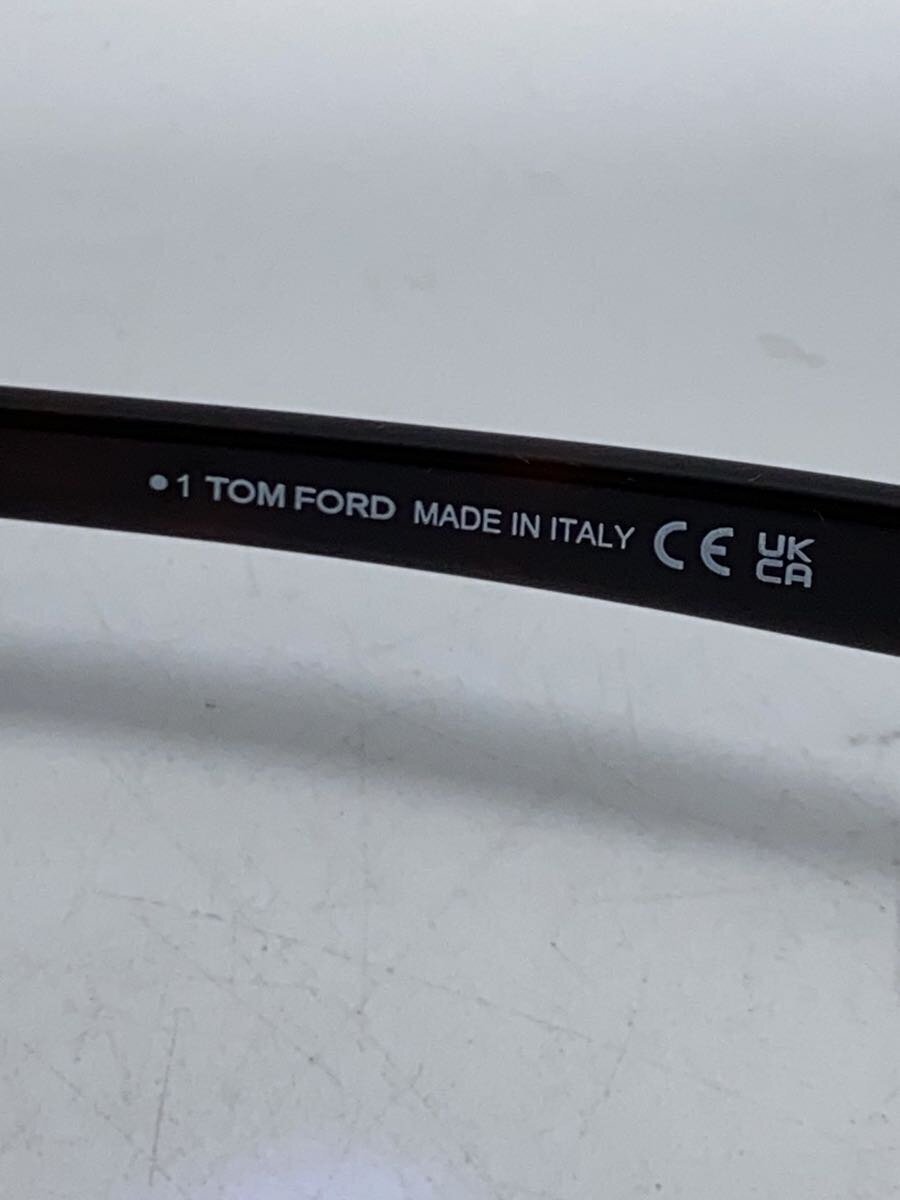 •1 TOM FORD MADE IN ITALY CE UK
CA